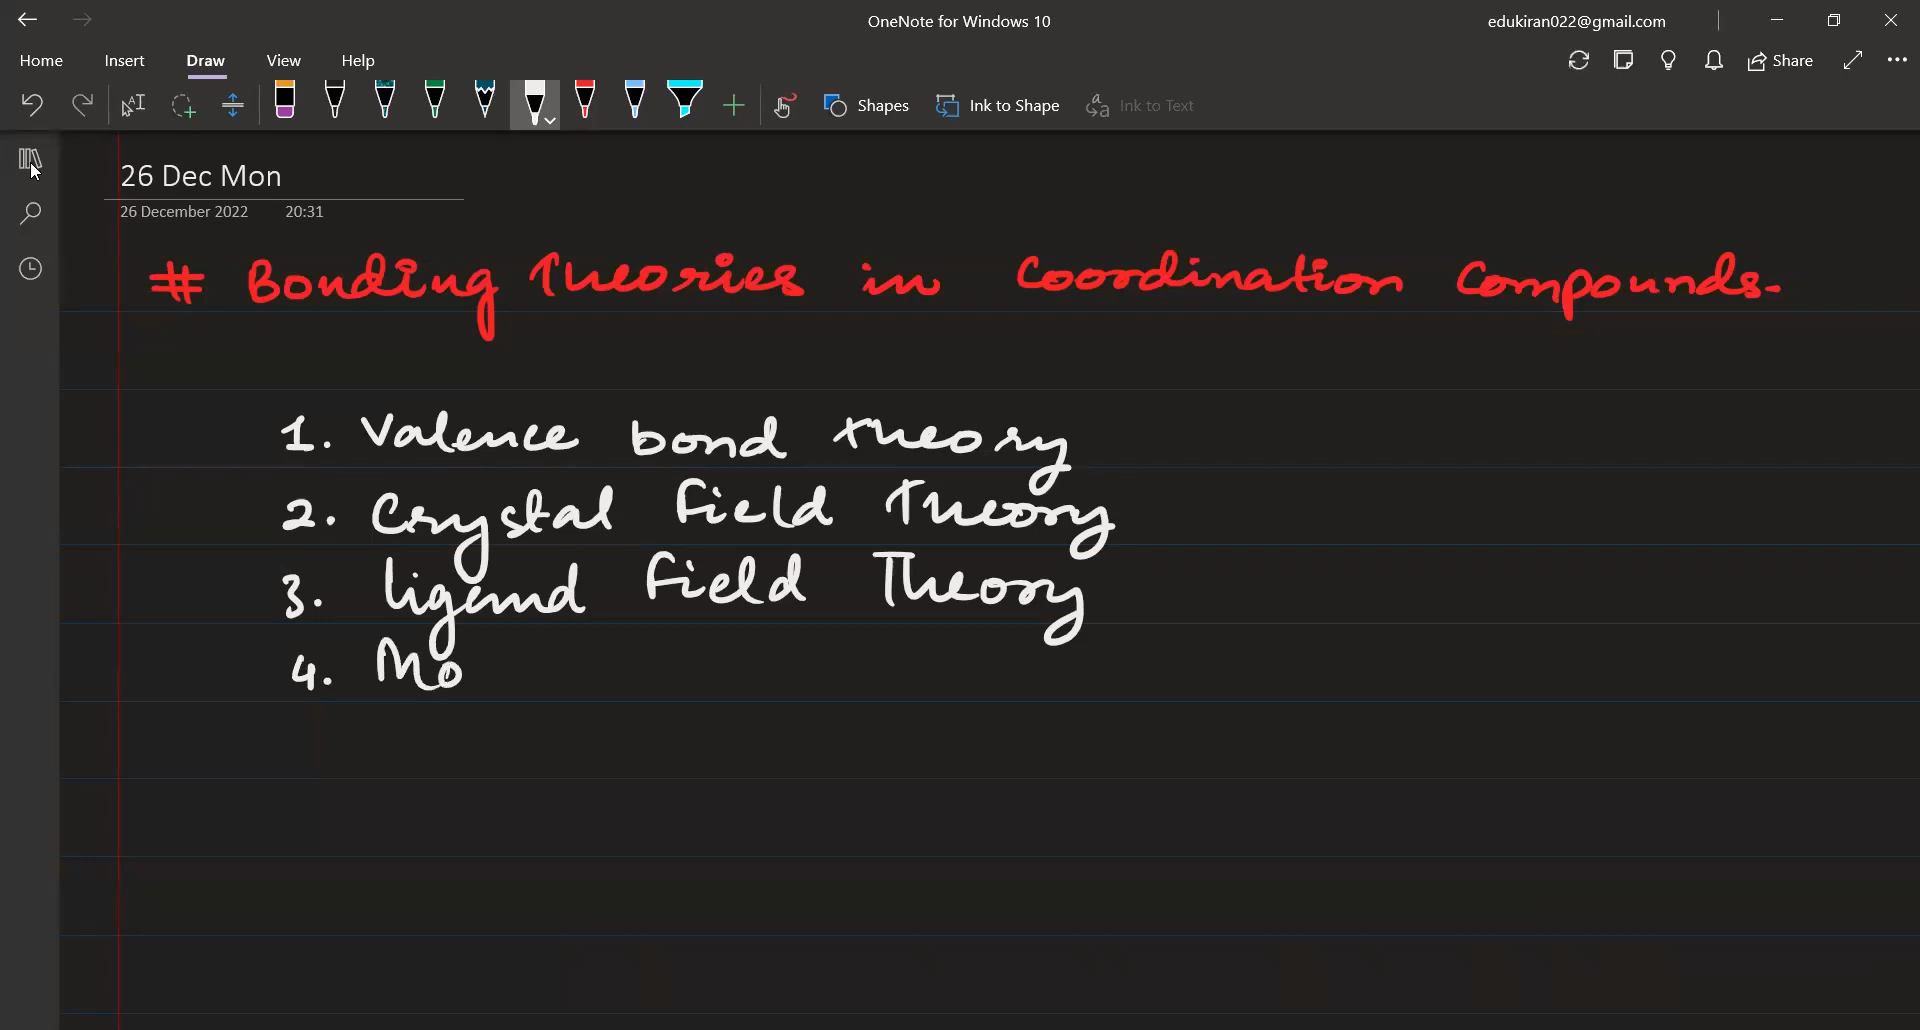 OneNote for Windows 10
edukiran022@gmail.com
Home Insert Draw View Help
Share
Shapes Ink to Shape Ink to Text
26 Dec Mon
26 December 2022 20:31
# Bonding Theories in Coordination Compounds.
1. Valence bond theory
2. Crystal field Theory
3. ligand field Theory
4. Mo